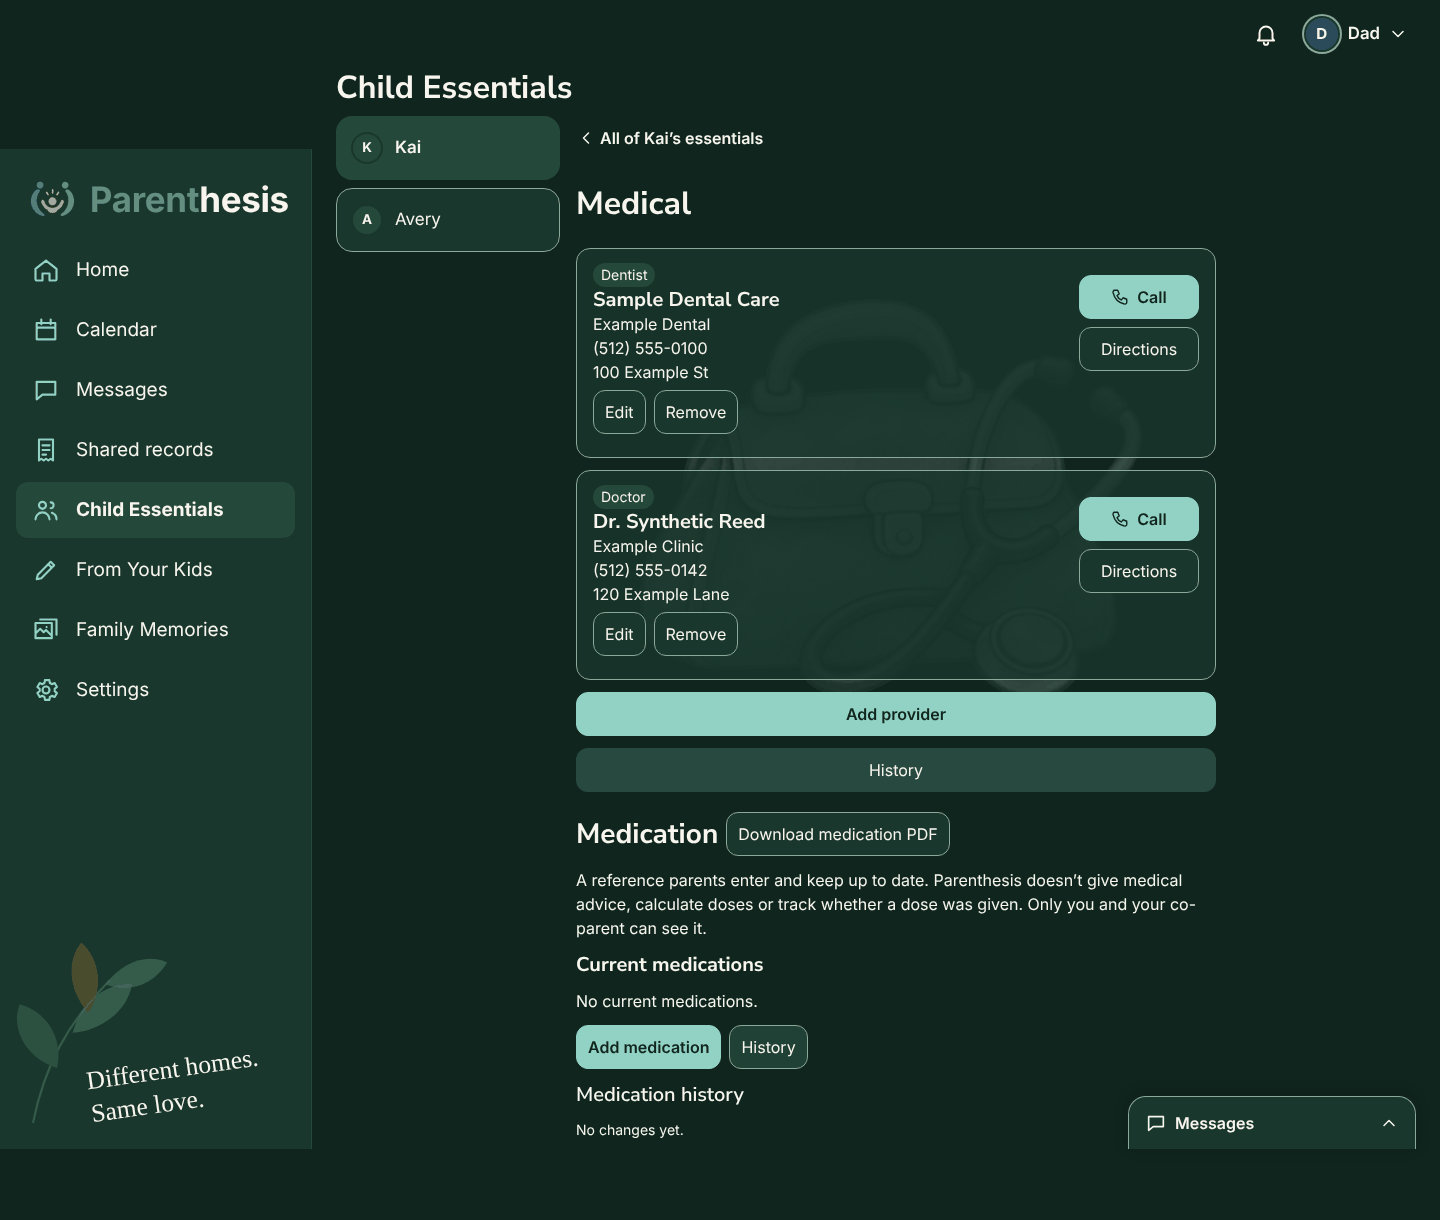 D Dad
Child Essentials
K Kai
A Avery
Parenthesis
Home
Calendar
Messages
Shared records
Child Essentials
From Your Kids
Family Memories
Settings
Different homes.
Same love.
All of Kai's essentials
Medical
Dentist
Sample Dental Care
Example Dental
(512) 555-0100
100 Example St
Edit Remove
Call
Directions
Doctor
Dr. Synthetic Reed
Example Clinic
(512) 555-0142
120 Example Lane
Edit Remove
Call
Directions
Add provider
History
Medication Download medication PDF
A reference parents enter and keep up to date. Parenthesis doesn't give medical
advice, calculate doses or track whether a dose was given. Only you and your co-
parent can see it.
Current medications
No current medications.
Add medication History
Medication history
No changes yet.
Messages